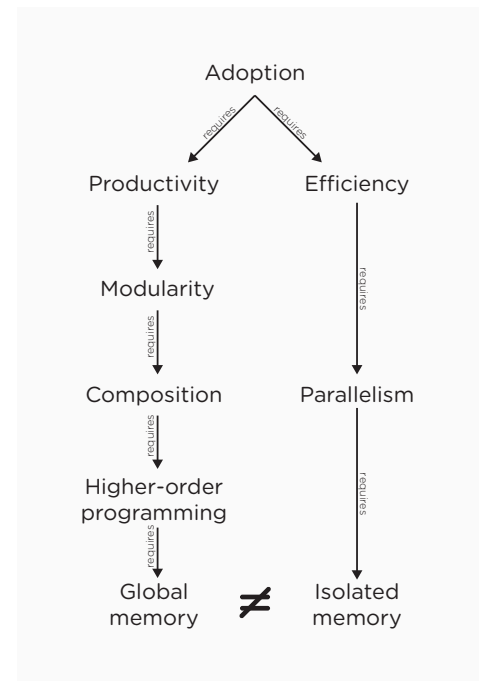 Adoption
requires
requires
Productivity
Efficiency
requires
requires
Modularity
requires
Composition
Parallelism
requires
requires
Higher-order
programming
requires
Global
memory
≠
Isolated
memory